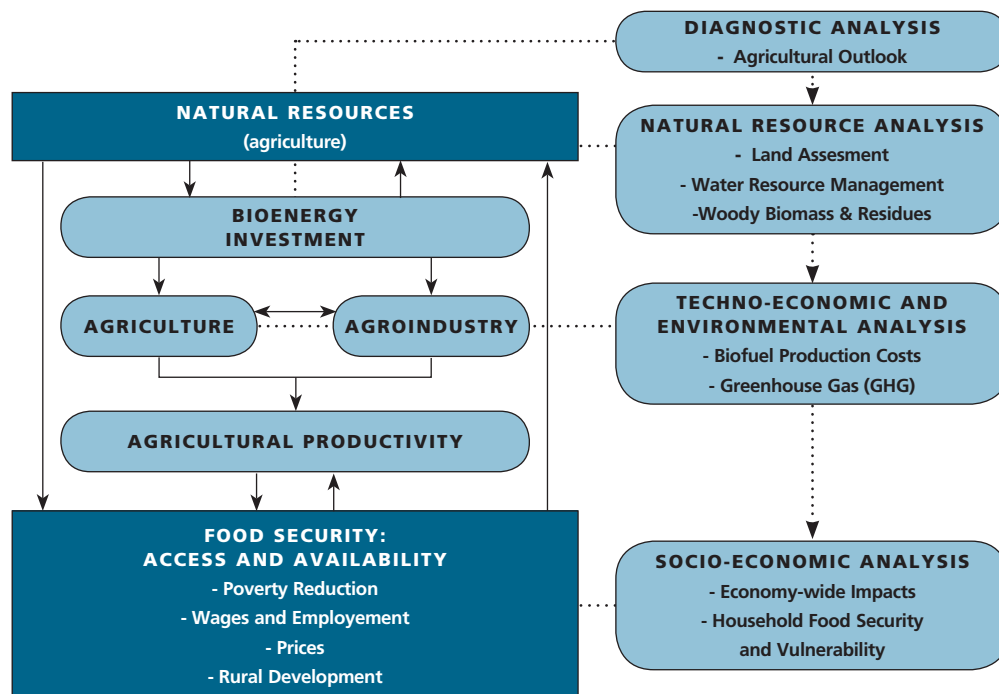 DIAGNOSTIC ANALYSIS
- Agricultural Outlook
NATURAL RESOURCES
(agriculture)
NATURAL RESOURCE ANALYSIS
- Land Assesment
- Water Resource Management
-Woody Biomass & Residues
BIOENERGY
INVESTMENT
AGRICULTURE
AGROINDUSTRY
TECHNO-ECONOMIC AND
ENVIRONMENTAL ANALYSIS
- Biofuel Production Costs
- Greenhouse Gas (GHG)
AGRICULTURAL PRODUCTIVITY
FOOD SECURITY:
ACCESS AND AVAILABILITY
- Poverty Reduction
- Wages and Employement
- Prices
- Rural Development
SOCIO-ECONOMIC ANALYSIS
- Economy-wide Impacts
- Household Food Security
and Vulnerability